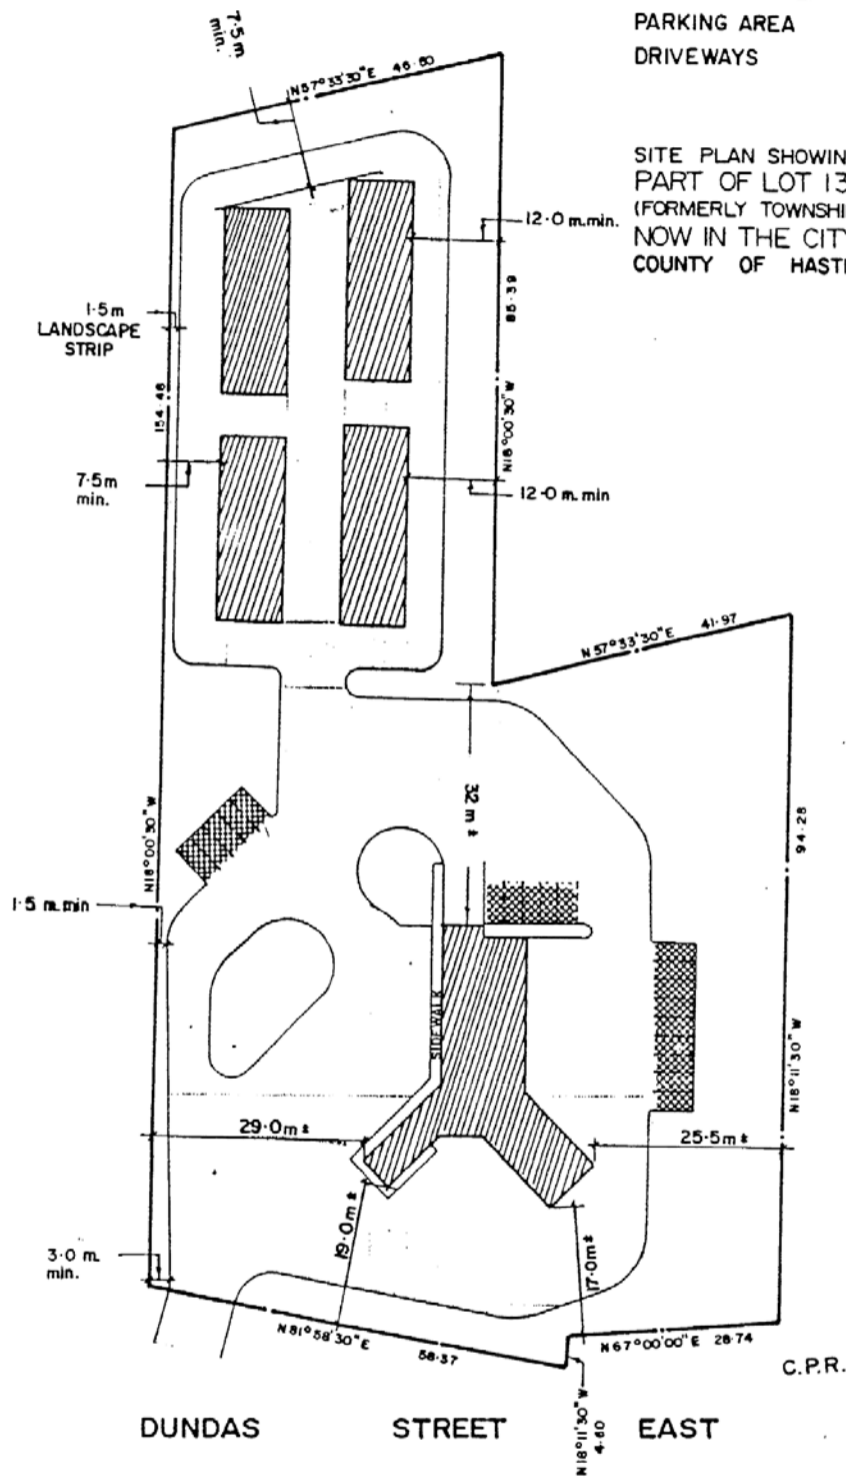 PARKING AREA
DRIVEWAYS
SITE PLAN SHOWIN
PART OF LOT 13
(FORMERLY TOWNSHI
NOW IN THE CITY
COUNTY OF HAST
7.5 m.
min.
N57°33'30"E 46.80
12.0 m.min.
1.5 m
LANDSCAPE
STRIP
85.39
154.48
N18°00'30"W
7.5m
min.
12.0 m.min
N57°33'30"E 41.97
32 m±
94.28
N18°00'30"W
1.5 m.min
SIDEWALK
N18°11'30"W
29.0m±
25.5m±
19.0m±
17.0m±
3.0 m.
min.
N81°58'30"E 58.37
N67°00'00"E 28.74
C.P.R.
N18°11'30"W
4.60
DUNDAS STREET EAST